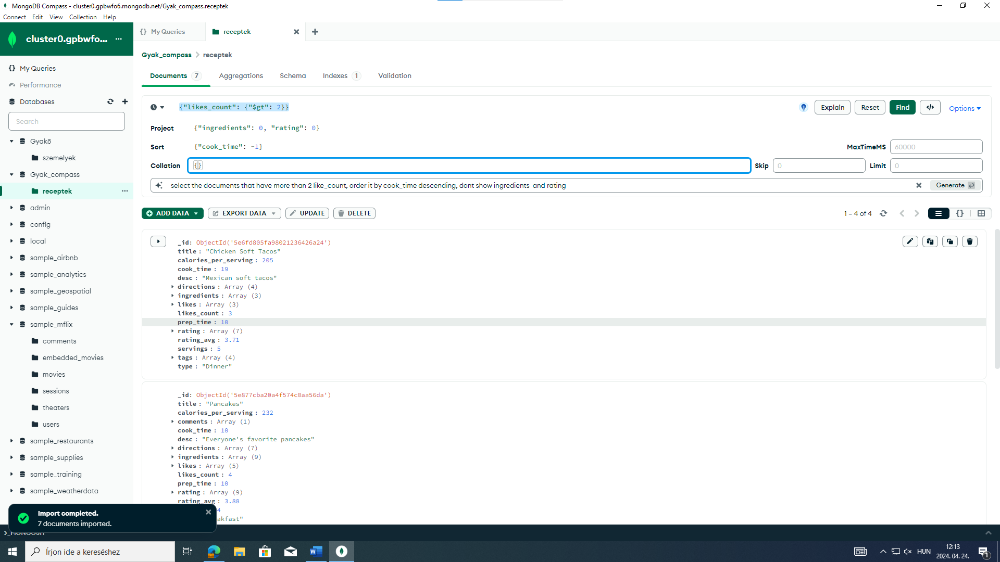 MongoDB Compass - cluster0.gpbwfo6.mongodb.net/Gyak_compass.receptek
Connect Edit View Collection Help
cluster0.gpbwfo... ...
{} My Queries
receptek
My Queries
Performance
Databases
Search
Gyak8
szemelyek
Gyak_compass
receptek ...
admin
config
local
sample_airbnb
sample_analytics
sample_geospatial
sample_guides
sample_mflix
comments
embedded_movies
movies
sessions
theaters
users
sample_restaurants
sample_supplies
sample_training
sample_weatherdata
Gyak_compass > receptek
Documents 7 Aggregations Schema Indexes 1 Validation
{"likes_count": {"$gt": 2}}
Explain Reset Find </> Options
Project {"ingredients": 0, "rating": 0}
Sort {"cook_time": -1}
MaxTimeMS 60000
Collation {}
Skip 0 Limit 0
select the documents that have more than 2 like_count, order it by cook_time descending, dont show ingredients and rating
Generate
ADD DATA EXPORT DATA UPDATE DELETE
1 – 4 of 4
_id: ObjectId('5e6fd805fa98021236426a24')
title: "Chicken Soft Tacos"
calories_per_serving: 205
cook_time: 19
desc: "Mexican soft tacos"
directions: Array (4)
ingredients: Array (3)
likes: Array (3)
likes_count: 3
prep_time: 10
rating: Array (7)
rating_avg: 3.71
servings: 5
tags: Array (4)
type: "Dinner"
_id: ObjectId('5e877cba20a4f574c0aa56da')
title: "Pancakes"
calories_per_serving: 232
comments: Array (1)
cook_time: 10
desc: "Everyone's favorite pancakes"
directions: Array (7)
ingredients: Array (9)
likes: Array (5)
likes_count: 4
prep_time: 10
rating: Array (9)
rating_avg: 3.88
4
akfast"
Import completed.
7 documents imported.
>_MONGOSH
Írjon ide a kereséshez
HUN
12:13
2024. 04. 24.
1